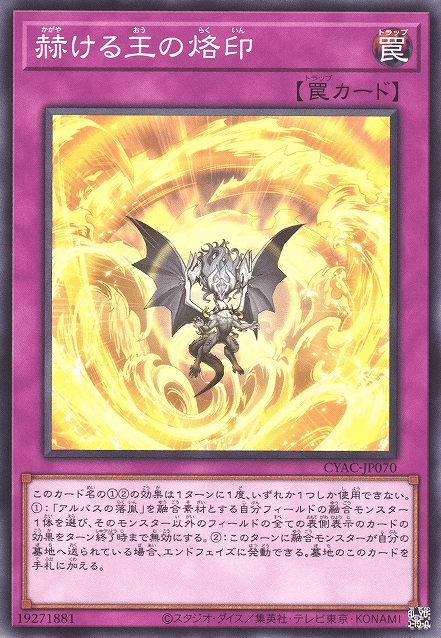 赫ける王の烙印
罠
【罠カード】
CYAC-JP070
このカード名の①②の効果は１ターンに１度、いずれか１つしか使用できない。
①：「アルバスの落胤」を融合素材とする自分フィールドの融合モンスター
１体を選び、そのモンスター以外のフィールドの全ての表側表示のカードの
効果をターン終了時まで無効にする。②：このターンに融合モンスターが自分の
墓地へ送られている場合、エンドフェイズに発動できる。墓地のこのカードを
手札に加える。
19271881
©スタジオ・ダイス／集英社・テレビ東京・KONAMI